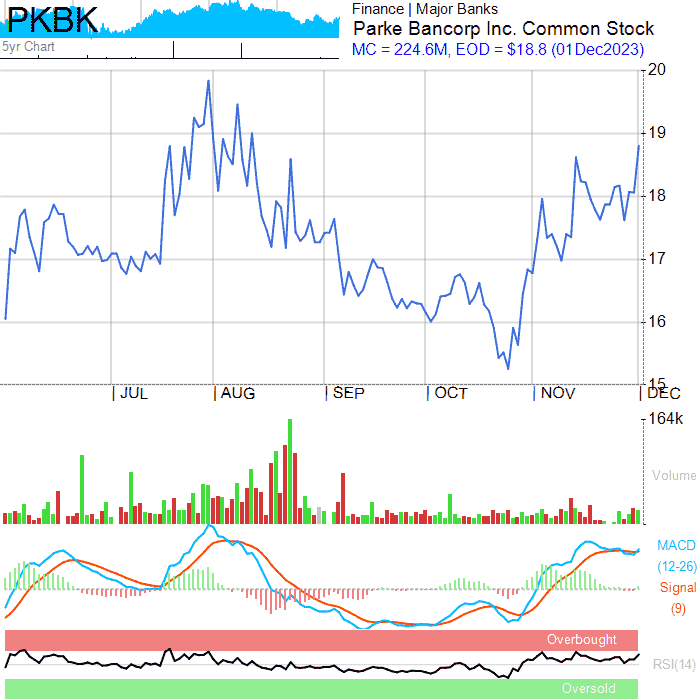 PKBK
5yr Chart
Finance | Major Banks
Parke Bancorp Inc. Common Stock
MC = 224.6M, EOD = $18.8 (01Dec2023)
20
19
18
17
16
15
JUL
AUG
SEP
OCT
NOV
DEC
164k
Volume
MACD
(12-26)
Signal
(9)
Overbought
RSI(14)
Oversold